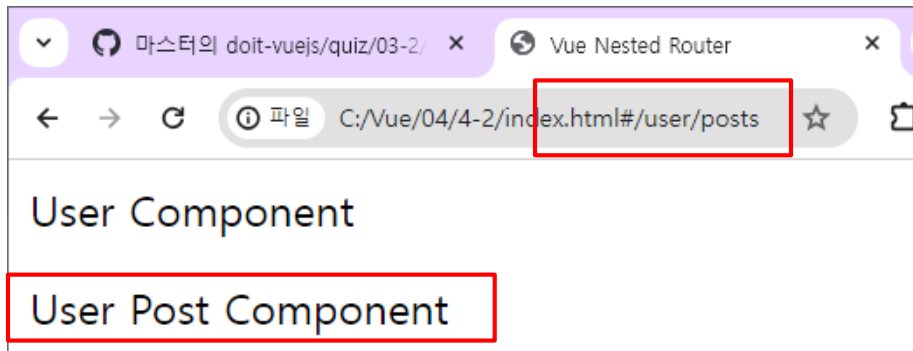 마스터의 doit-vuejs/quiz/03-2/
Vue Nested Router
파일 C:/Vue/04/4-2/index.html#/user/posts
User Component
User Post Component